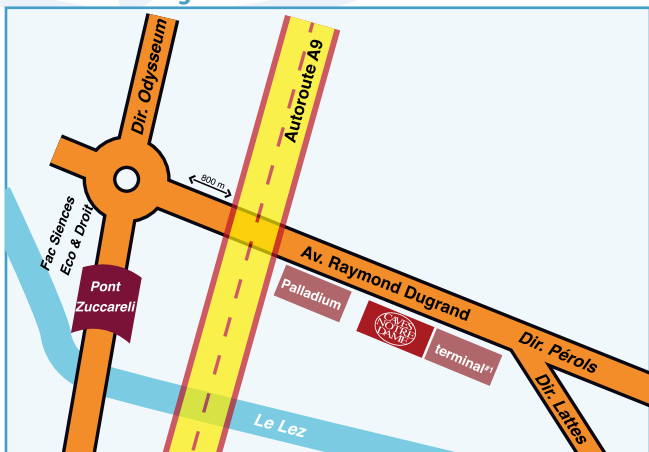 Dir. Odysseum
Autoroute A9
800 m
Fac Siences
Eco & Droit
Pont
Zuccareli
Av. Raymond Dugrand
Palladium
CAVES
NOTRE
DAME
terminal#1
Dir. Pérols
Dir. Lattes
Le Lez